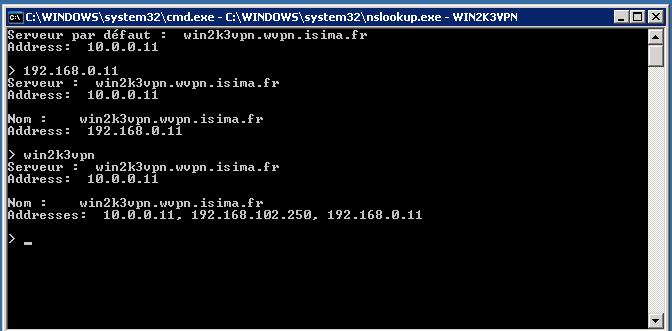 C:\WINDOWS\system32\cmd.exe - C:\WINDOWS\system32\nslookup.exe - WIN2K3VPN
Serveur par défaut :  win2k3vpn.wvpn.isima.fr
Address:  10.0.0.11
> 192.168.0.11
Serveur :  win2k3vpn.wvpn.isima.fr
Address:  10.0.0.11
Nom :    win2k3vpn.wvpn.isima.fr
Address:  192.168.0.11
> win2k3vpn
Serveur :  win2k3vpn.wvpn.isima.fr
Address:  10.0.0.11
Nom :    win2k3vpn.wvpn.isima.fr
Addresses:  10.0.0.11, 192.168.102.250, 192.168.0.11
> _